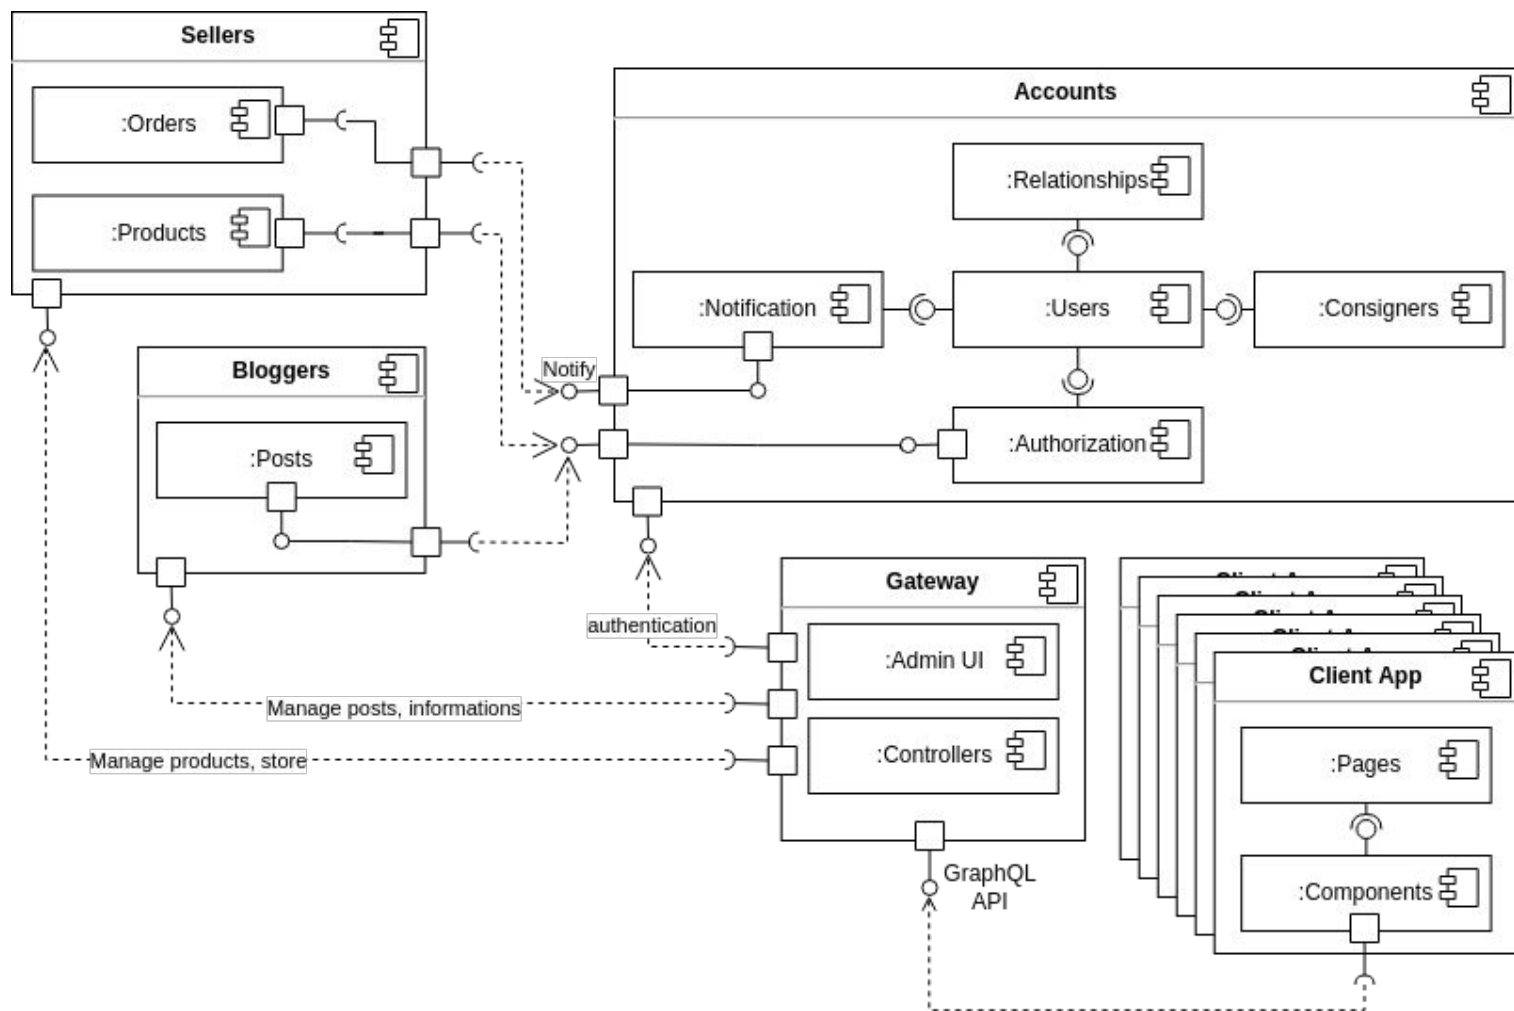 Sellers
:Orders
:Products
Accounts
:Relationships
:Notification
:Users
:Consigners
Notify
:Authorization
Bloggers
:Posts
authentication
Manage posts, informations
Manage products, store
Gateway
:Admin UI
:Controllers
GraphQL
API
Client App
:Pages
:Components